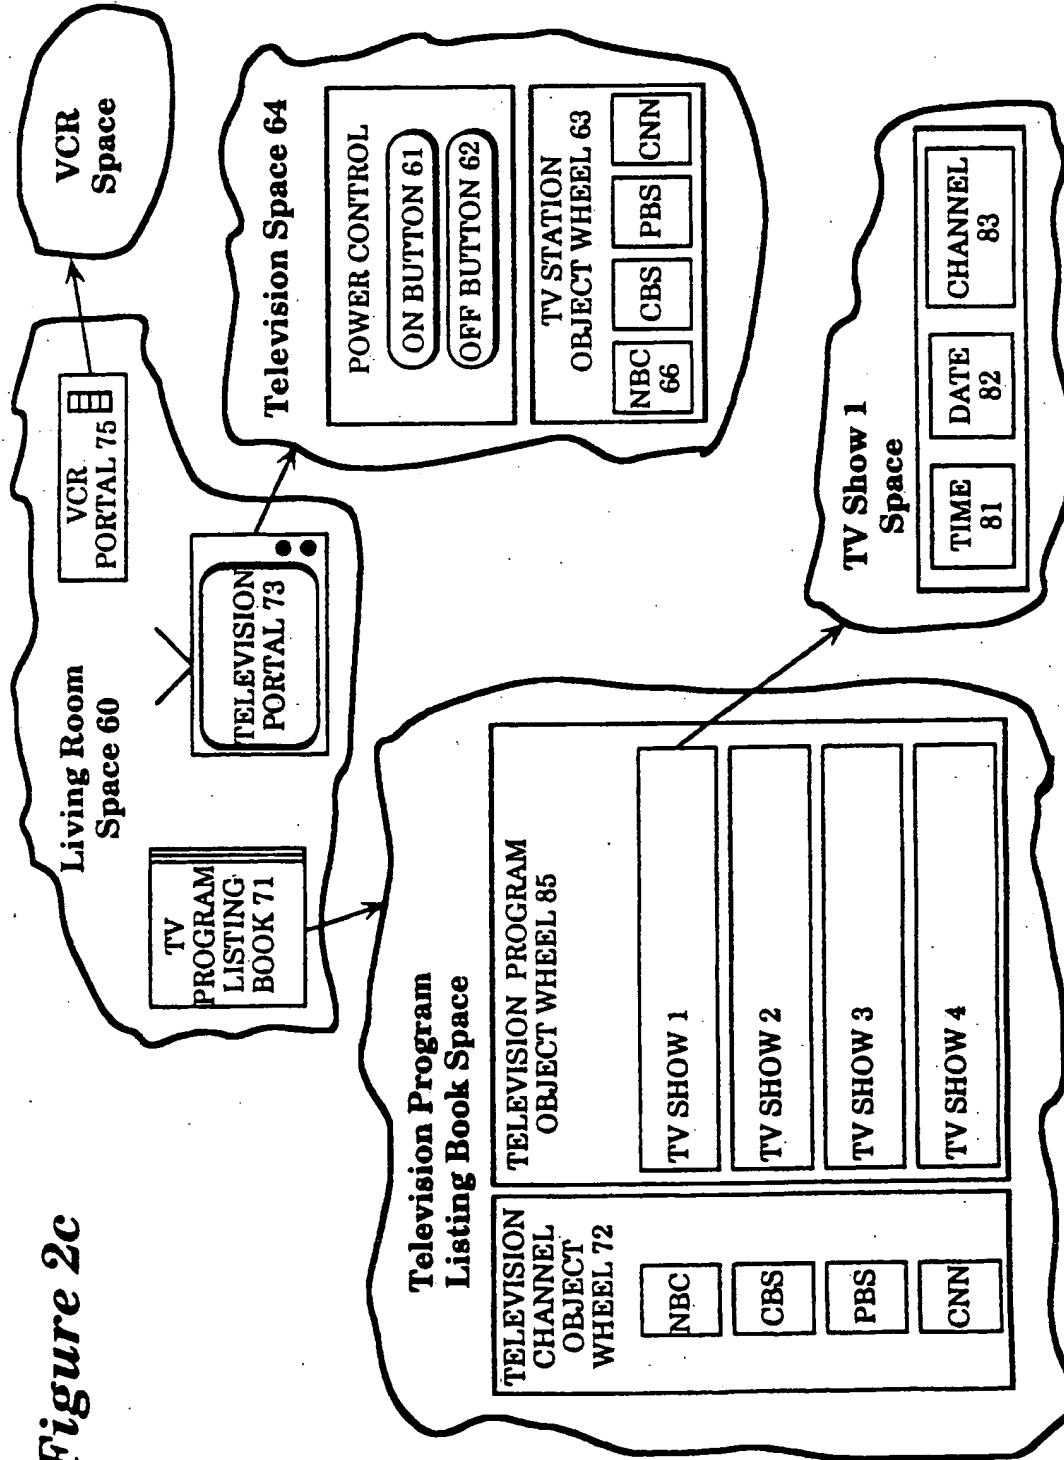 Figure 2c
Living Room
Space 60
TV
PROGRAM
LISTING
BOOK 71
TELEVISION
PORTAL 73
VCR
PORTAL 75
VCR
Space
Television Space 64
POWER CONTROL
ON BUTTON 61
OFF BUTTON 62
TV STATION
OBJECT WHEEL 63
NBC
66
CBS
PBS
CNN
Television Program
Listing Book Space
TELEVISION
CHANNEL
OBJECT
WHEEL 72
NBC
CBS
PBS
CNN
TELEVISION PROGRAM
OBJECT WHEEL 85
TV SHOW 1
TV SHOW 2
TV SHOW 3
TV SHOW 4
TV Show 1
Space
TIME
81
DATE
82
CHANNEL
83